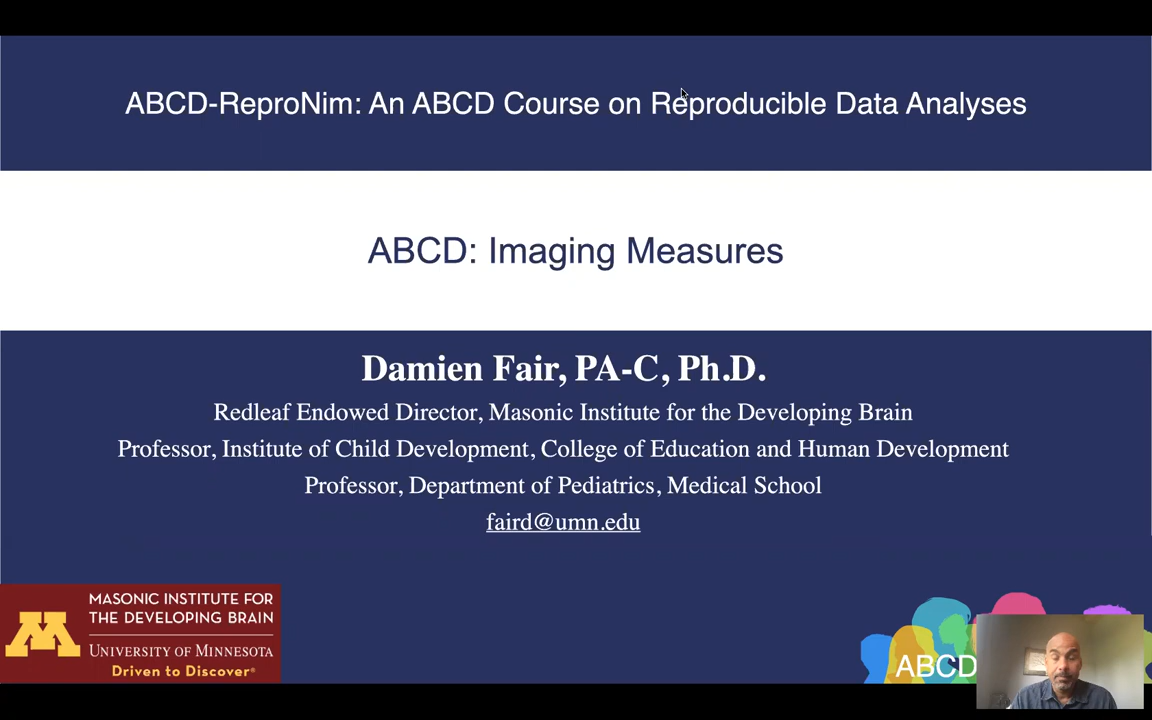 ABCD-ReproNim: An ABCD Course on Reproducible Data Analyses
ABCD: Imaging Measures
Damien Fair, PA-C, Ph.D.
Redleaf Endowed Director, Masonic Institute for the Developing Brain
Professor, Institute of Child Development, College of Education and Human Development
Professor, Department of Pediatrics, Medical School
faird@umn.edu
MASONIC INSTITUTE FOR
THE DEVELOPING BRAIN
UNIVERSITY OF MINNESOTA
Driven to Discover®
ABCD